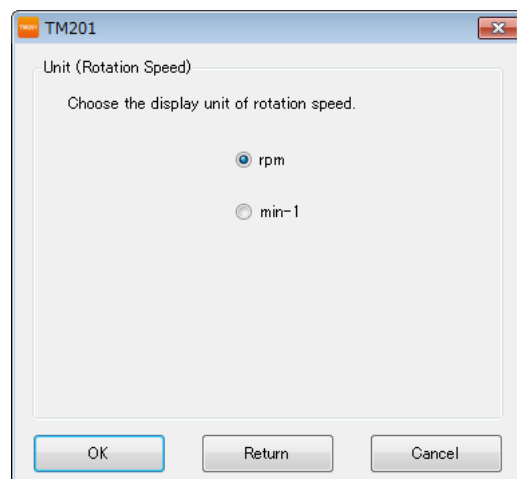 TM201
Unit (Rotation Speed)
Choose the display unit of rotation speed.
rpm
min-1
OK Return Cancel